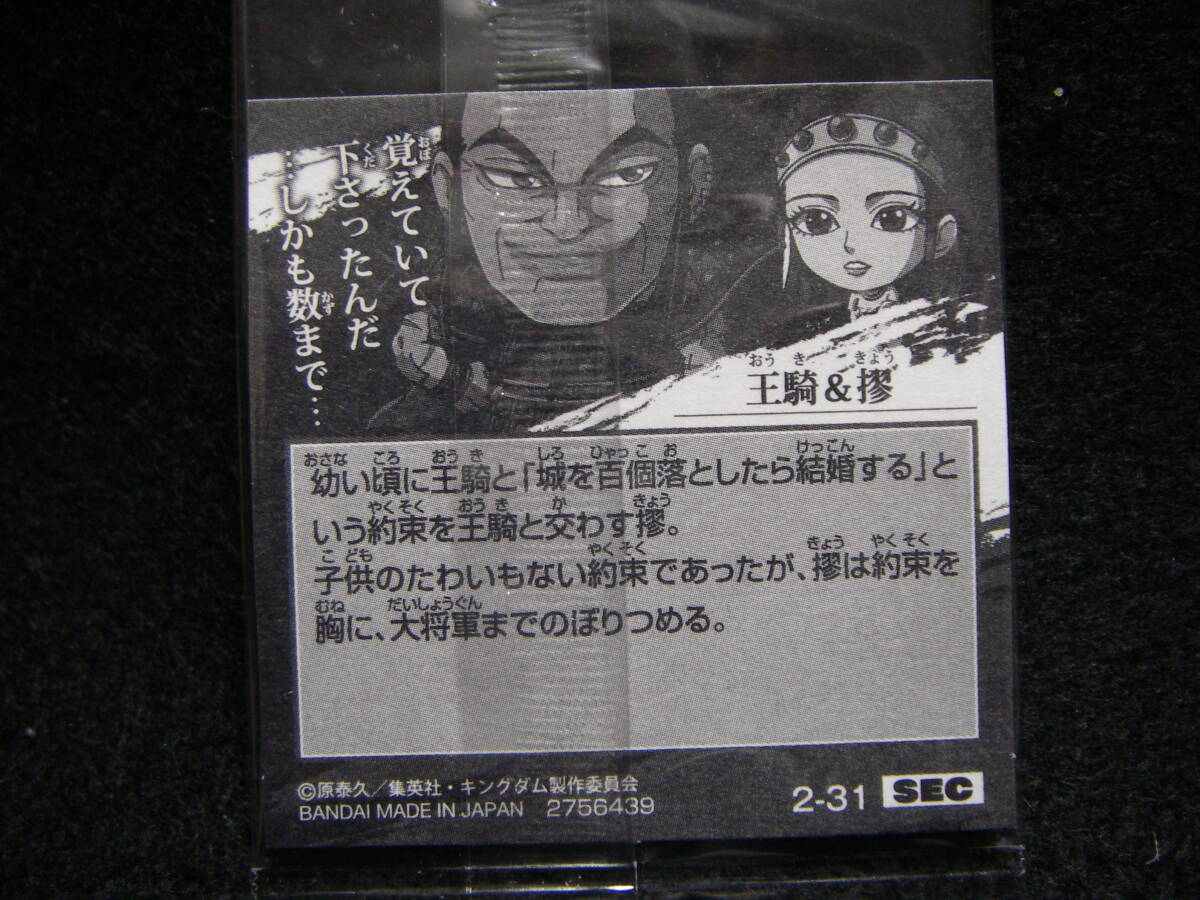 覚えていて
下さったんだ
…しかも数まで…
王騎&摎
幼い頃に王騎と「城を百個落としたら結婚する」と
いう約束を王騎と交わす摎。
子供のたわいもない約束であったが、摎は約束を
胸に、大将軍までのぼりつめる。
©原泰久/集英社・キングダム製作委員会
BANDAI MADE IN JAPAN 2756439
2-31 SEC